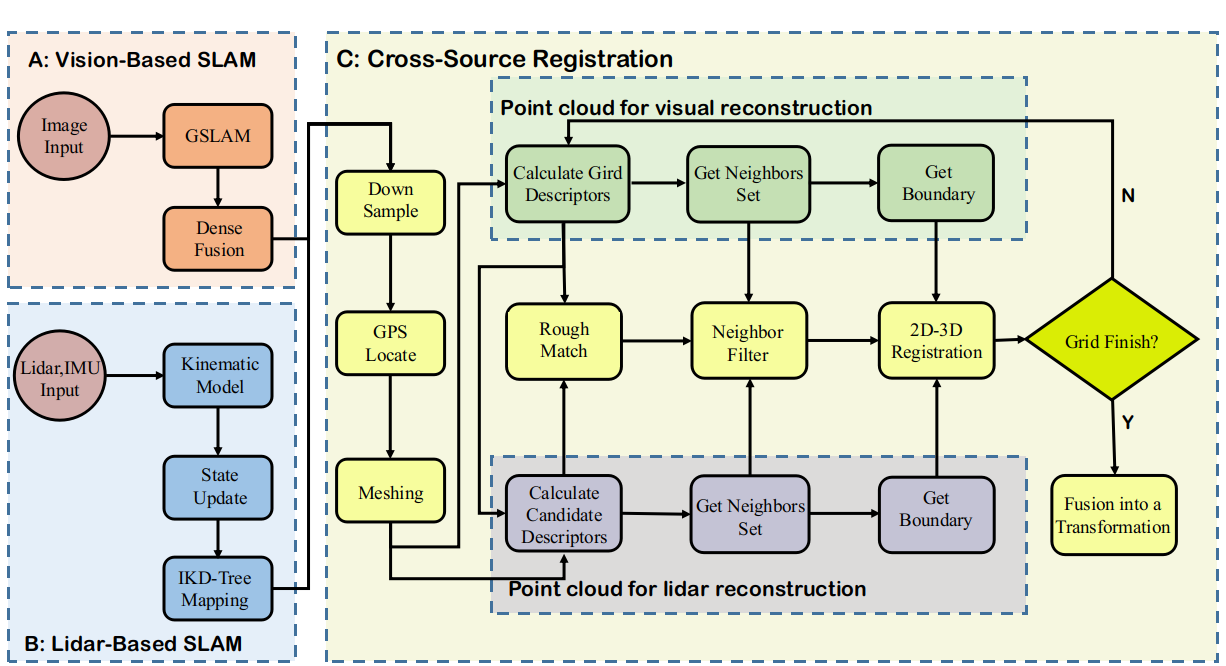 A: Vision-Based SLAM
Image
Input
GSLAM
Dense
Fusion
Lidar,IMU
Input
Kinematic
Model
State
Update
IKD-Tree
Mapping
B: Lidar-Based SLAM
C: Cross-Source Registration
Down
Sample
GPS
Locate
Meshing
Point cloud for visual reconstruction
Calculate Gird
Descriptors
Get Neighbors
Set
Get
Boundary
Rough
Match
Neighbor
Filter
2D-3D
Registration
Calculate
Candidate
Descriptors
Get Neighbors
Set
Get
Boundary
Point cloud for lidar reconstruction
N
Grid Finish?
Y
Fusion into a
Transformation